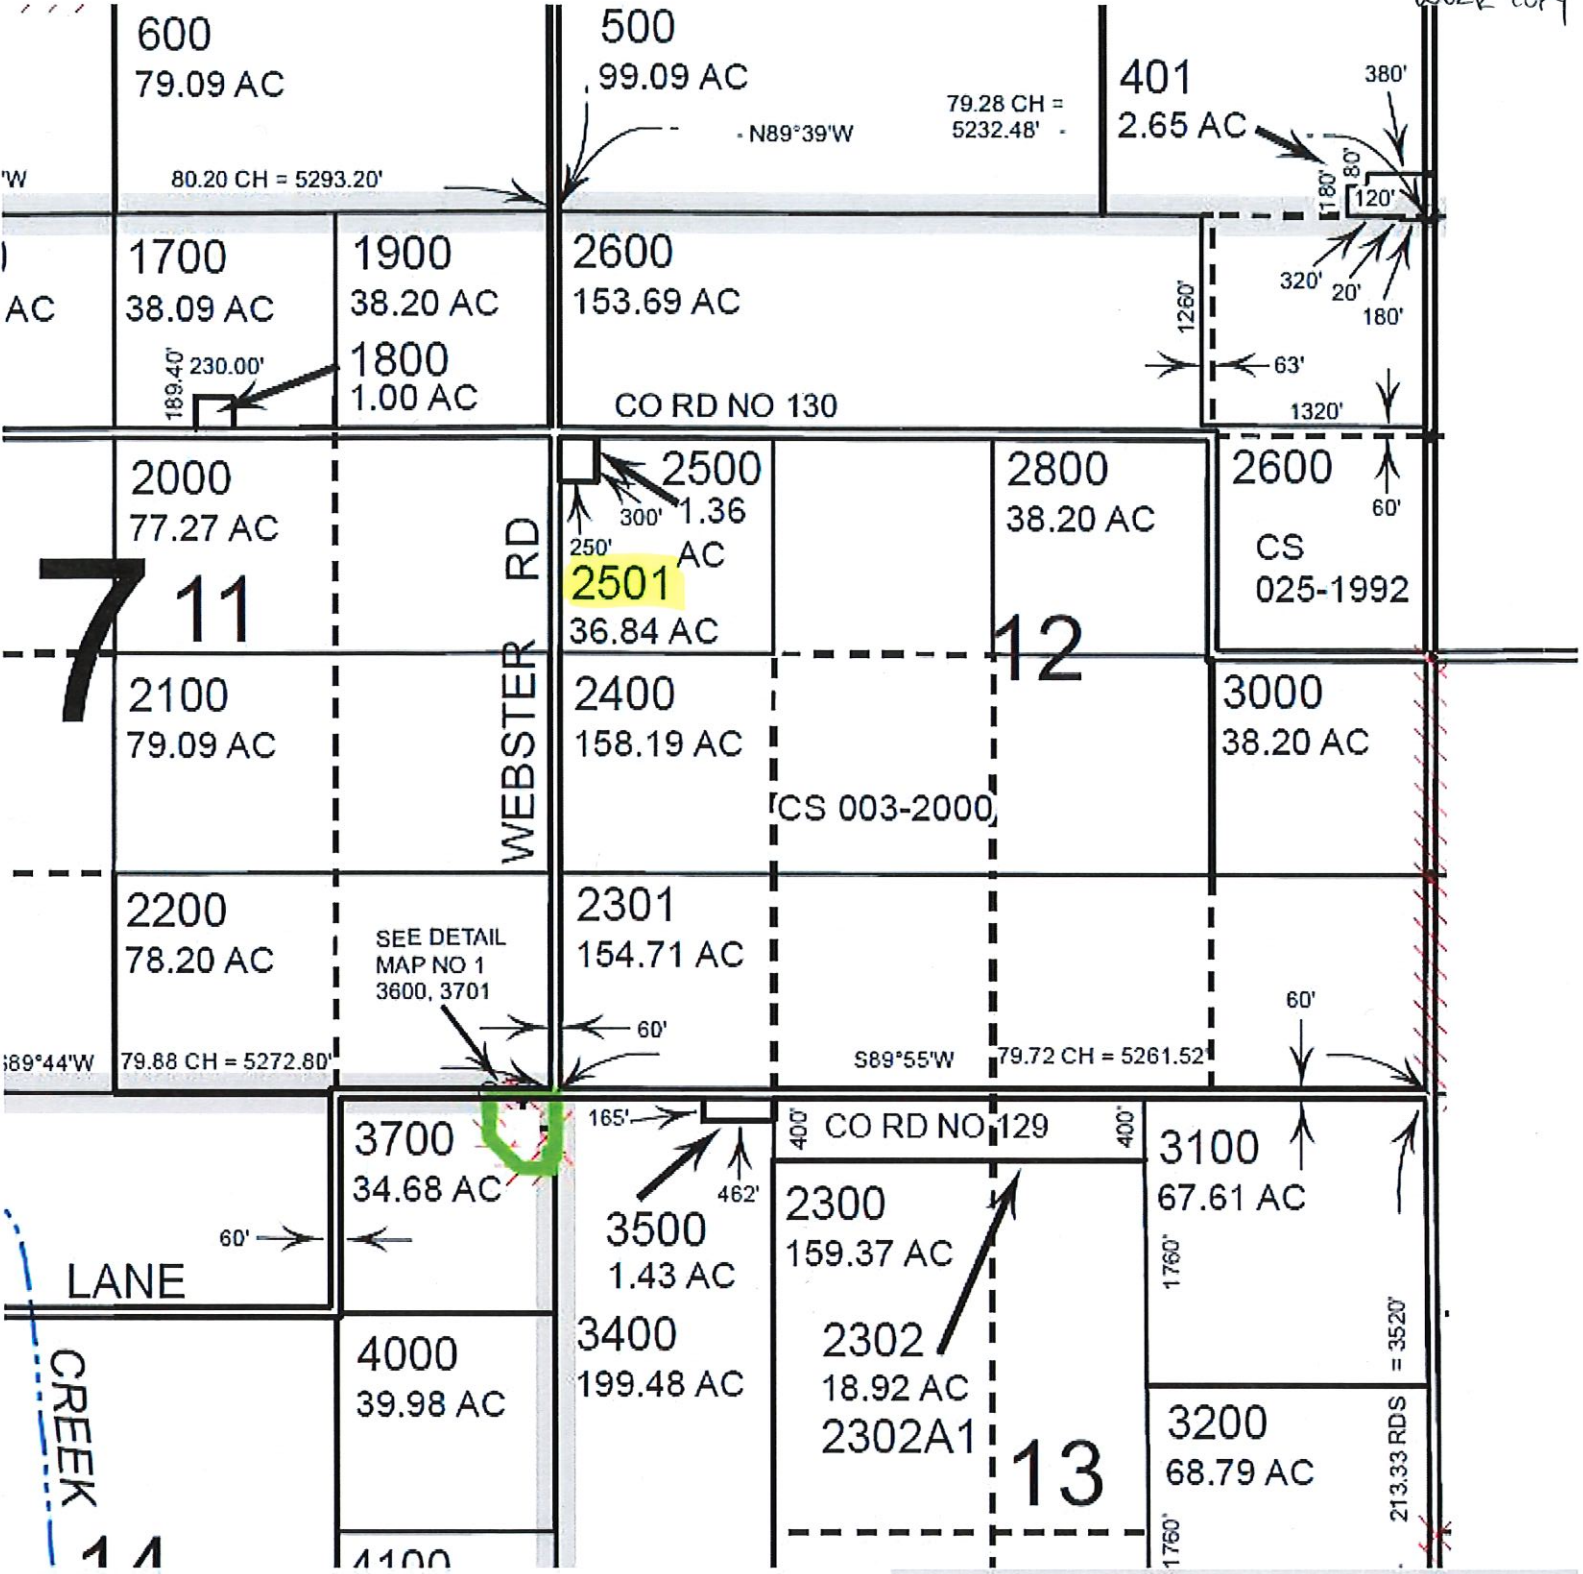 WORK COPY
600
79.09 AC
500
99.09 AC
401
2.65 AC
380'
79.28 CH =
5232.48'
N89°39'W
'W
80.20 CH = 5293.20'
180'
80'
120'
AC
1700
38.09 AC
1900
38.20 AC
2600
153.69 AC
1260'
320'
20'
180'
189.40'
230.00'
1800
1.00 AC
63'
CO RD NO 130
1320'
2000
77.27 AC
2500
1.36
AC
300'
250'
2501
36.84 AC
2800
38.20 AC
2600
60'
CS
025-1992
7
11
12
WEBSTER RD
2100
79.09 AC
2400
158.19 AC
3000
38.20 AC
CS 003-2000
2200
78.20 AC
SEE DETAIL
MAP NO 1
3600, 3701
2301
154.71 AC
60'
60'
S89°44'W
79.88 CH = 5272.80'
S89°55'W
79.72 CH = 5261.52'
3700
34.68 AC
165'
462'
400'
CO RD NO 129
400'
3100
67.61 AC
60'
3500
1.43 AC
2300
159.37 AC
1760'
LANE
3400
199.48 AC
2302
18.92 AC
2302A1
213.33 RDS = 3520'
4000
39.98 AC
CREEK
13
3200
68.79 AC
1760'
14
4100